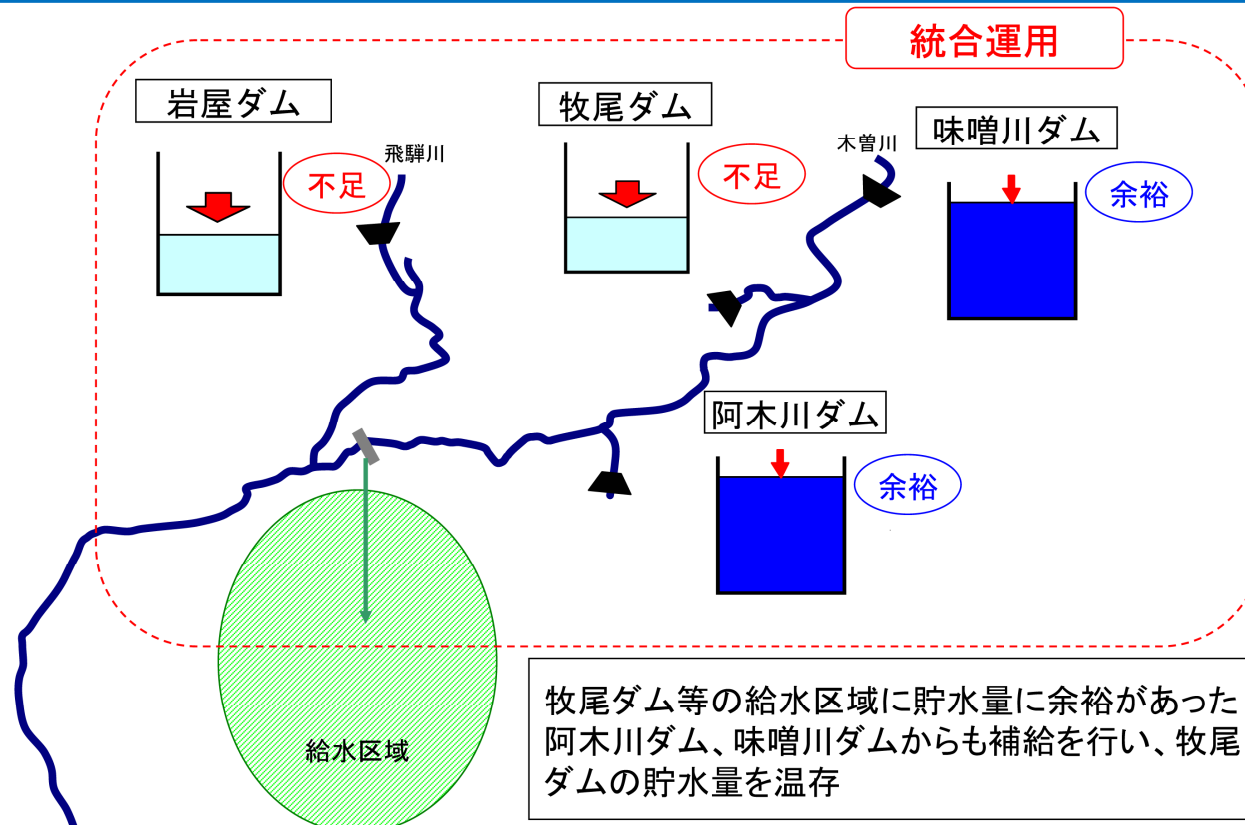 統合運用
岩屋ダム
牧尾ダム
味噌川ダム
飛騨川
木曽川
不足
不足
余裕
阿木川ダム
余裕
給水区域
牧尾ダム等の給水区域に貯水量に余裕があった
阿木川ダム、味噌川ダムからも補給を行い、牧尾
ダムの貯水量を温存